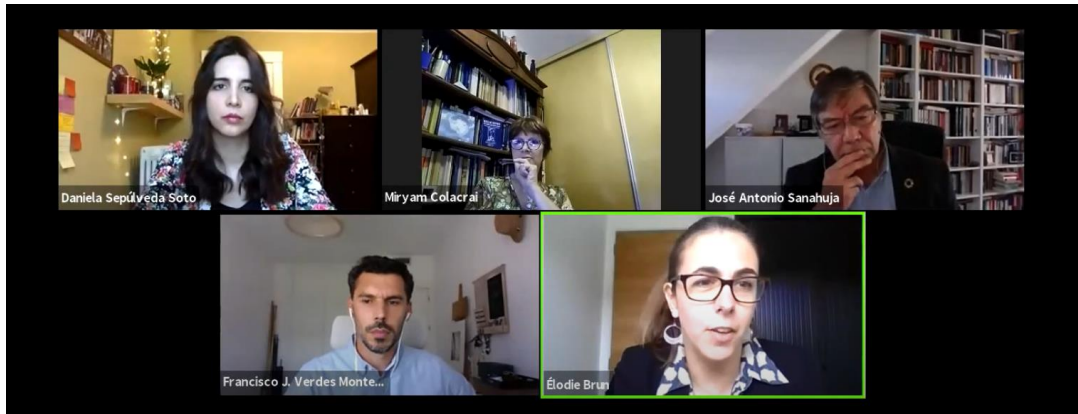 Daniela Sepúlveda Soto
Miryam Colacrai
José Antonio Sanahuja
Francisco J. Verdes Monte...
Élodie Brun